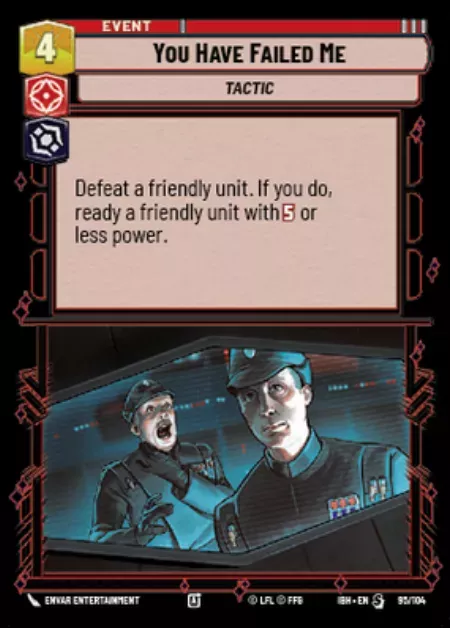 EVENT
4
YOU HAVE FAILED ME
TACTIC
Defeat a friendly unit. If you do,
ready a friendly unit with 5 or
less power.
ENVAR ENTERTAINMENT
A
© LFL © FFG
IBH • EN
95/104